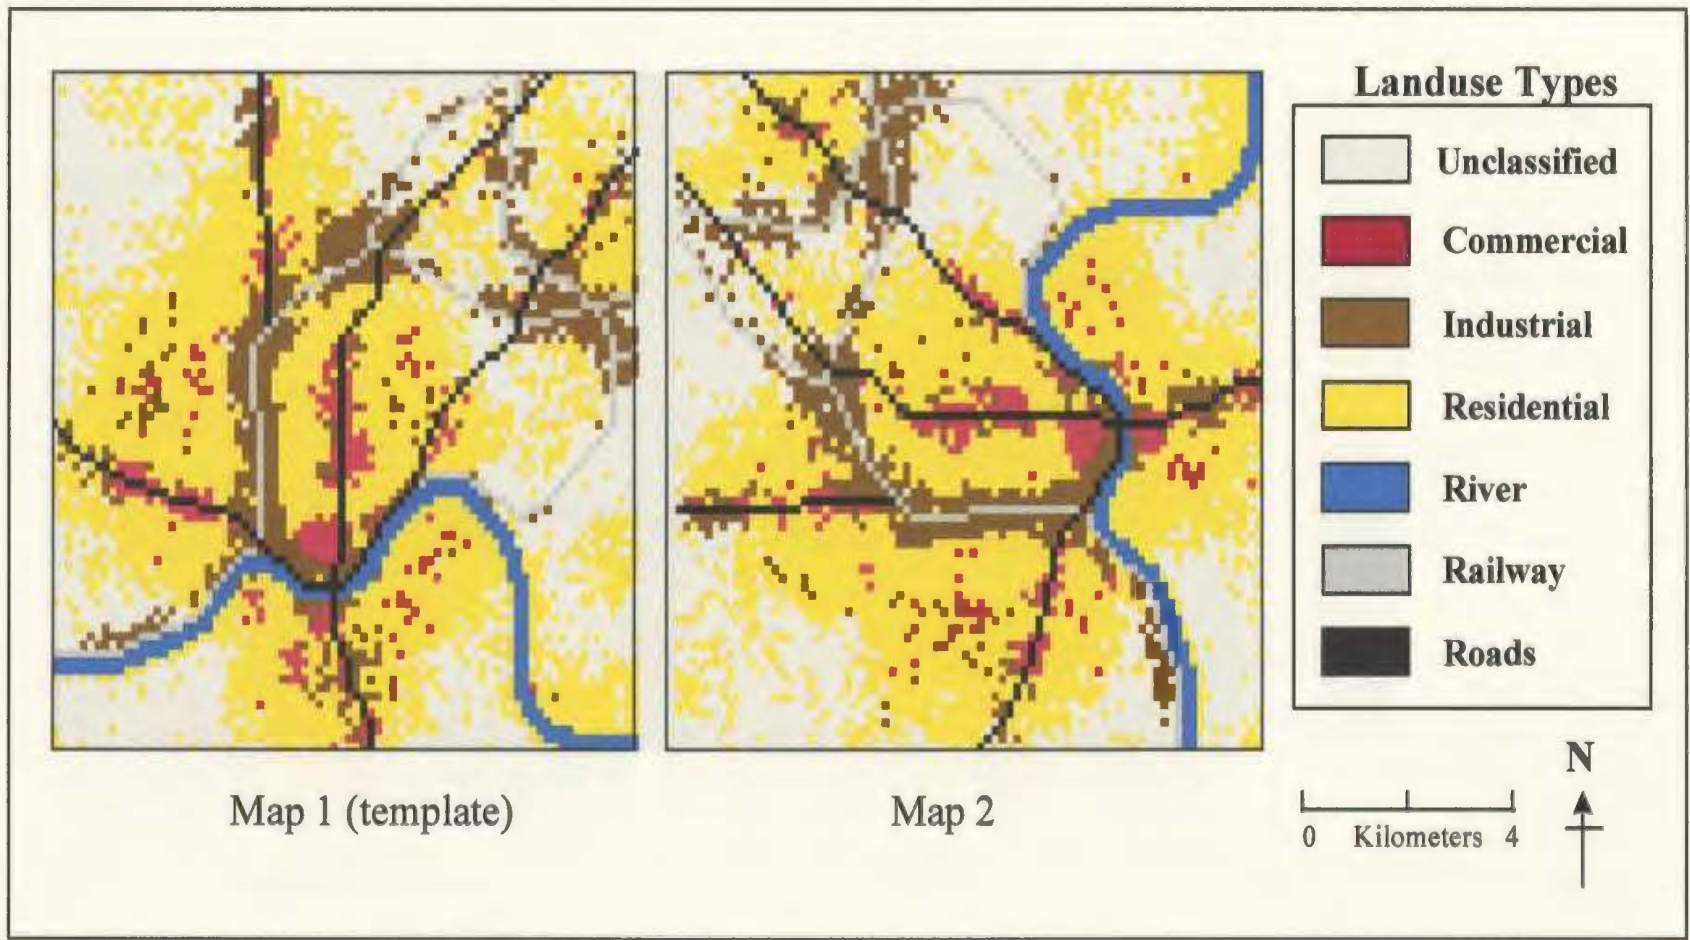 Landuse Types
Unclassified
Commercial
Industrial
Residential
River
Railway
Roads
N
0 Kilometers 4
Map 1 (template)
Map 2